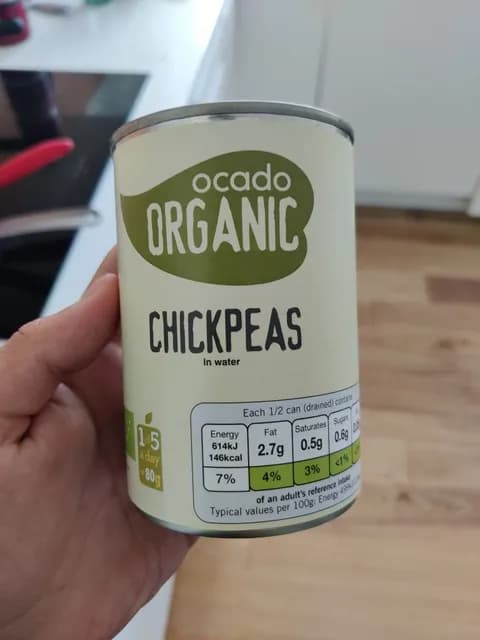 ocado
ORGANIC
CHICKPEAS
in water
Each 1/2 can (drained) contains
Energy
614kJ
146kcal
7%
Fat
2.7g
4%
Saturates
0.5g
3%
Sugars
0.6g
<1%
of an adult's reference intake
Typical values per 100g: Energy
1 5
a day
80g